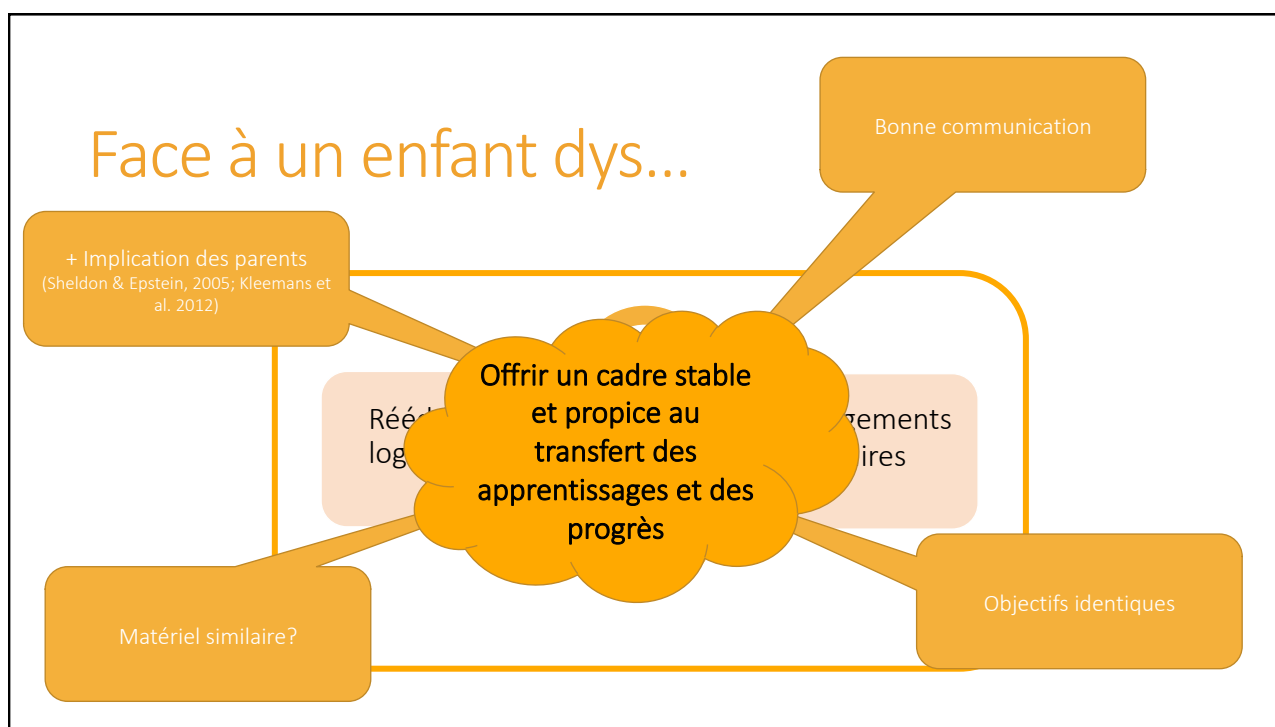 Face à un enfant dys...
Bonne communication
+ Implication des parents
(Sheldon & Epstein, 2005; Kleemans et
al. 2012)
Offrir un cadre stable
et propice au
transfert des
apprentissages et des
progrès
Matériel similaire?
Objectifs identiques